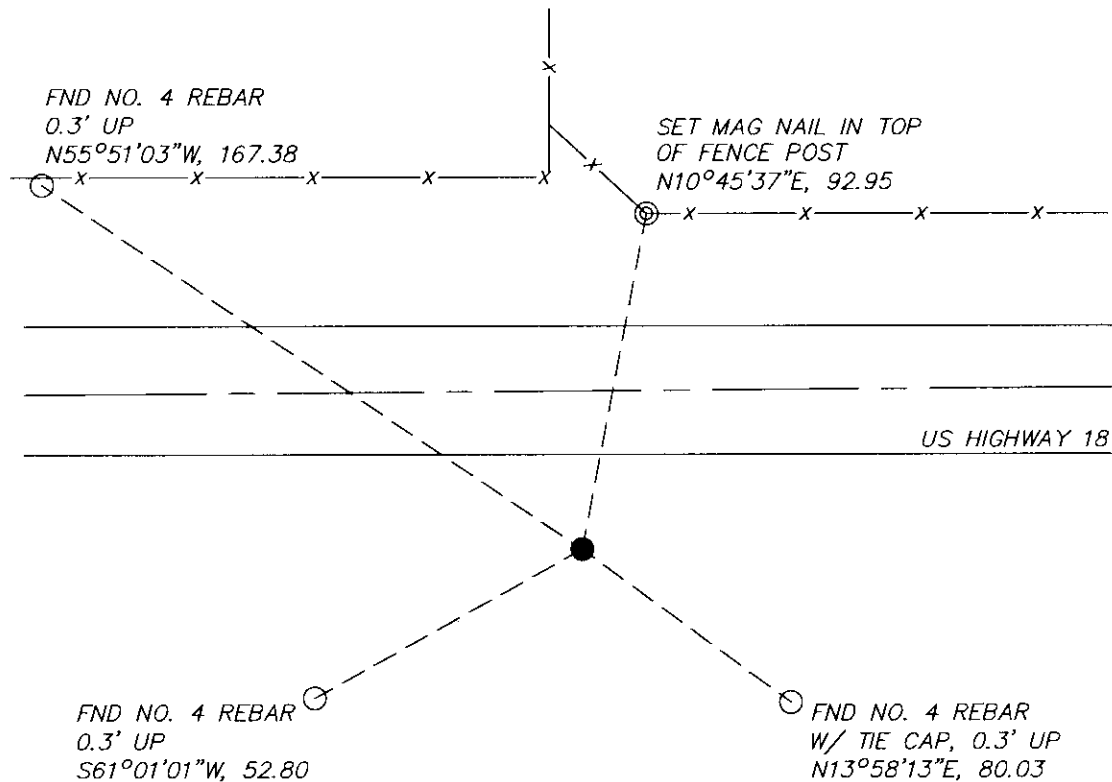 FND NO. 4 REBAR
0.3' UP
N55°51'03"W, 167.38
SET MAG NAIL IN TOP
OF FENCE POST
N10°45'37"E, 92.95
US HIGHWAY 18
FND NO. 4 REBAR
0.3' UP
S61°01'01"W, 52.80
FND NO. 4 REBAR
W/ TIE CAP, 0.3' UP
N13°58'13"E, 80.03